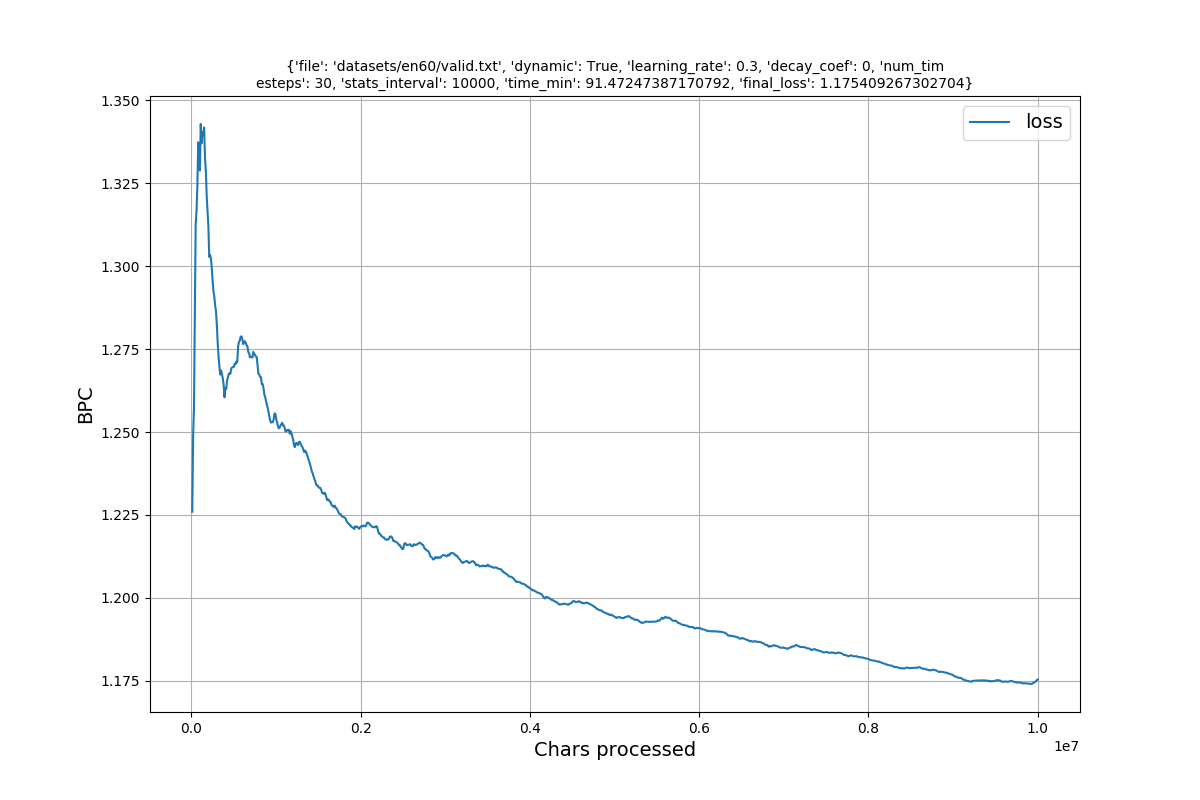 {'file': 'datasets/en60/valid.txt', 'dynamic': True, 'learning_rate': 0.3, 'decay_coef': 0, 'num_tim
esteps': 30, 'stats_interval': 10000, 'time_min': 91.47247387170792, 'final_loss': 1.175409267302704}
loss
BPC
1.350
1.325
1.300
1.275
1.250
1.225
1.200
1.175
0.0 0.2 0.4 0.6 0.8 1.0
1e7
Chars processed